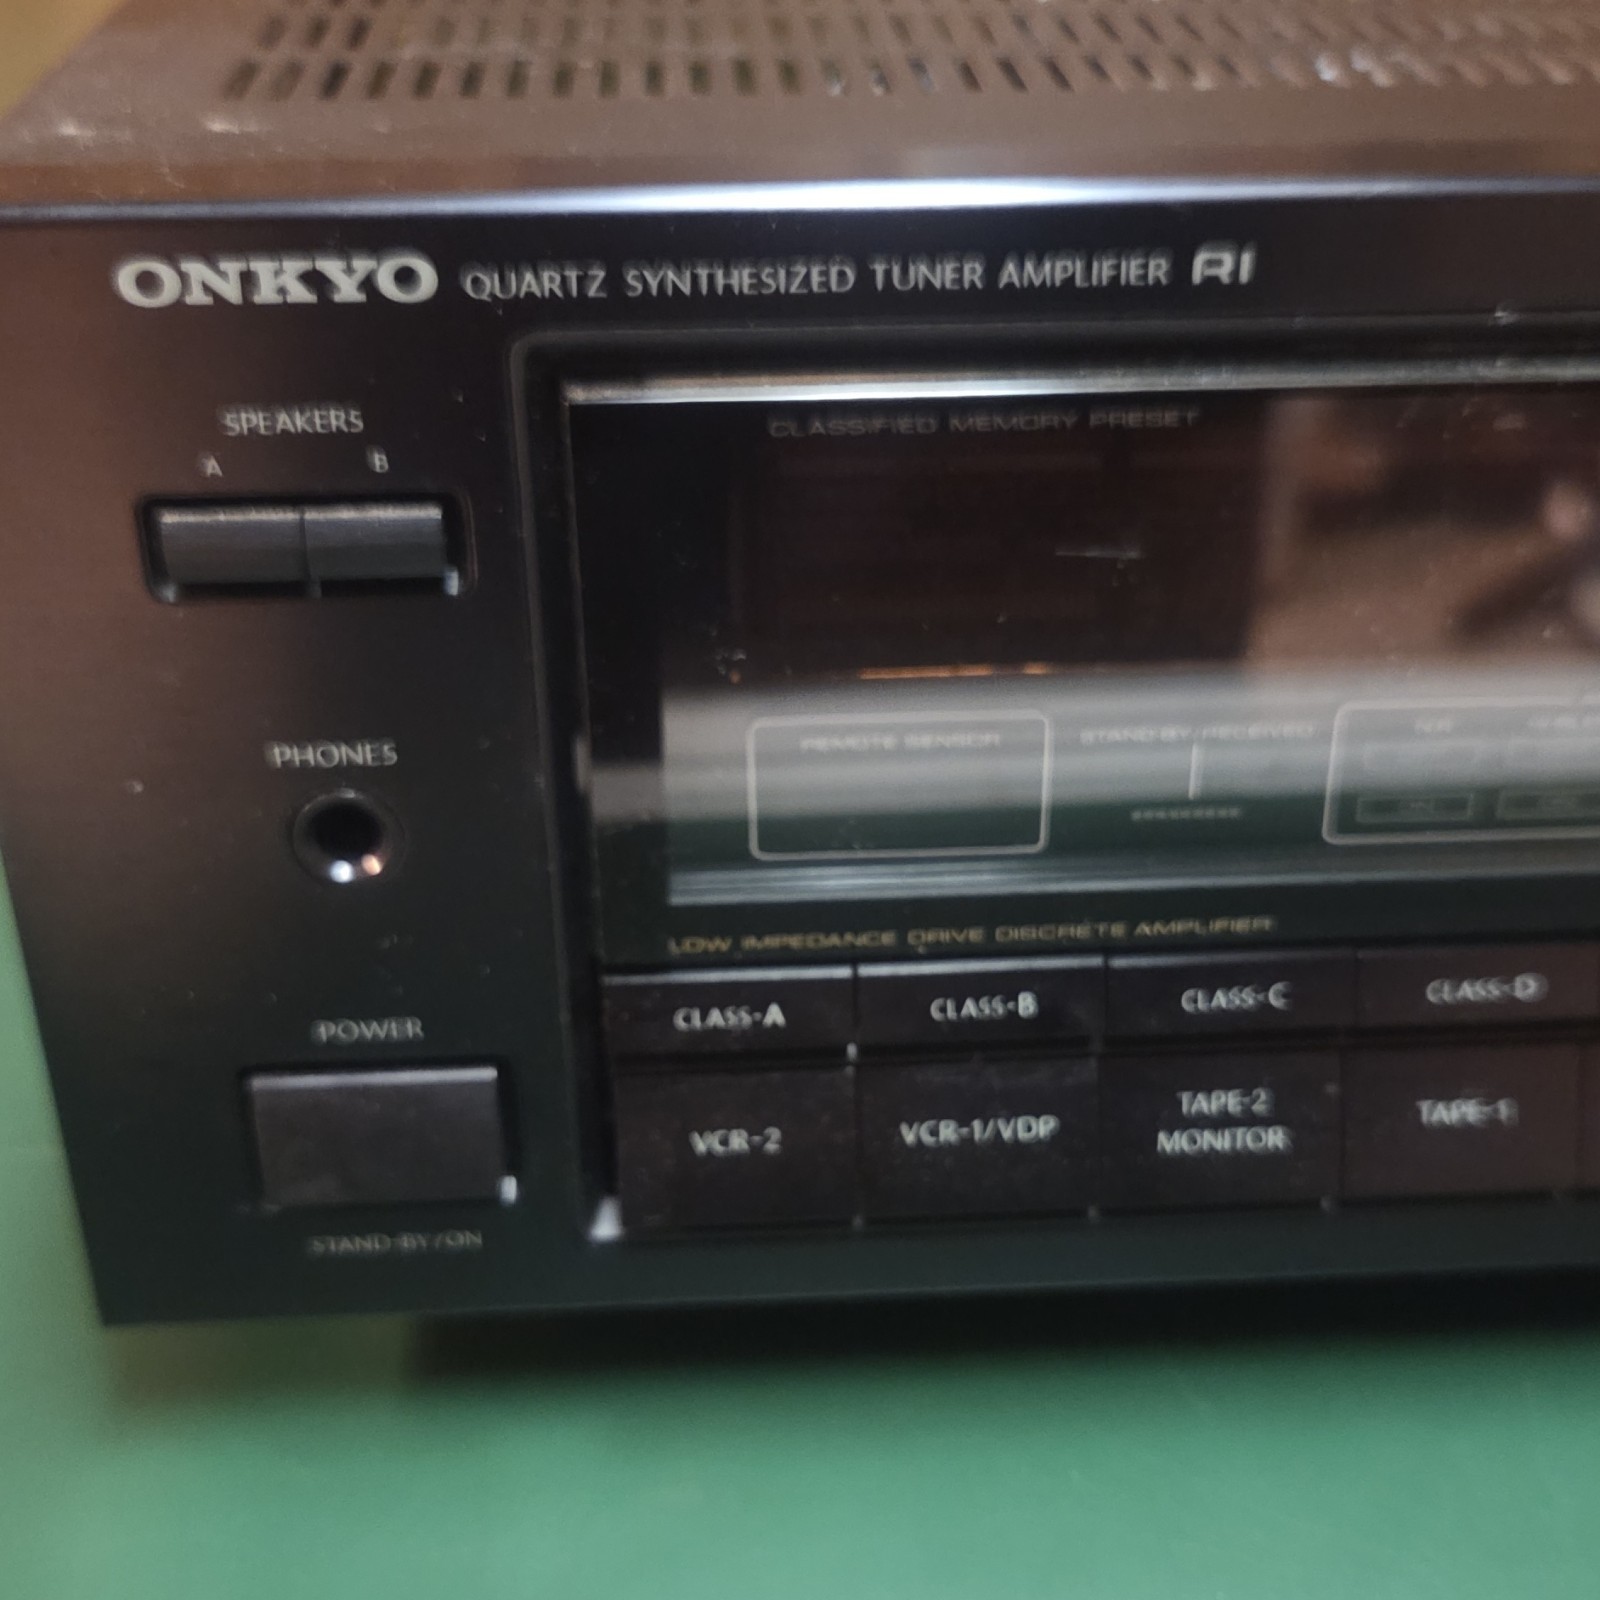 ONKYO QUARTZ SYNTHESIZED TUNER AMPLIFIER RI
SPEAKERS
A B
CLASSIFIED MEMORY PRESET
PHONES
REMOTE SENSOR
STAND-BY/RECEIVED
LOW IMPEDANCE DRIVE DISCRETE AMPLIFIER
POWER
STAND-BY/ON
CLASS-A CLASS-B CLASS-C CLASS-D
VCR-2 VCR-1/VDP TAPE-2 MONITOR TAPE-1